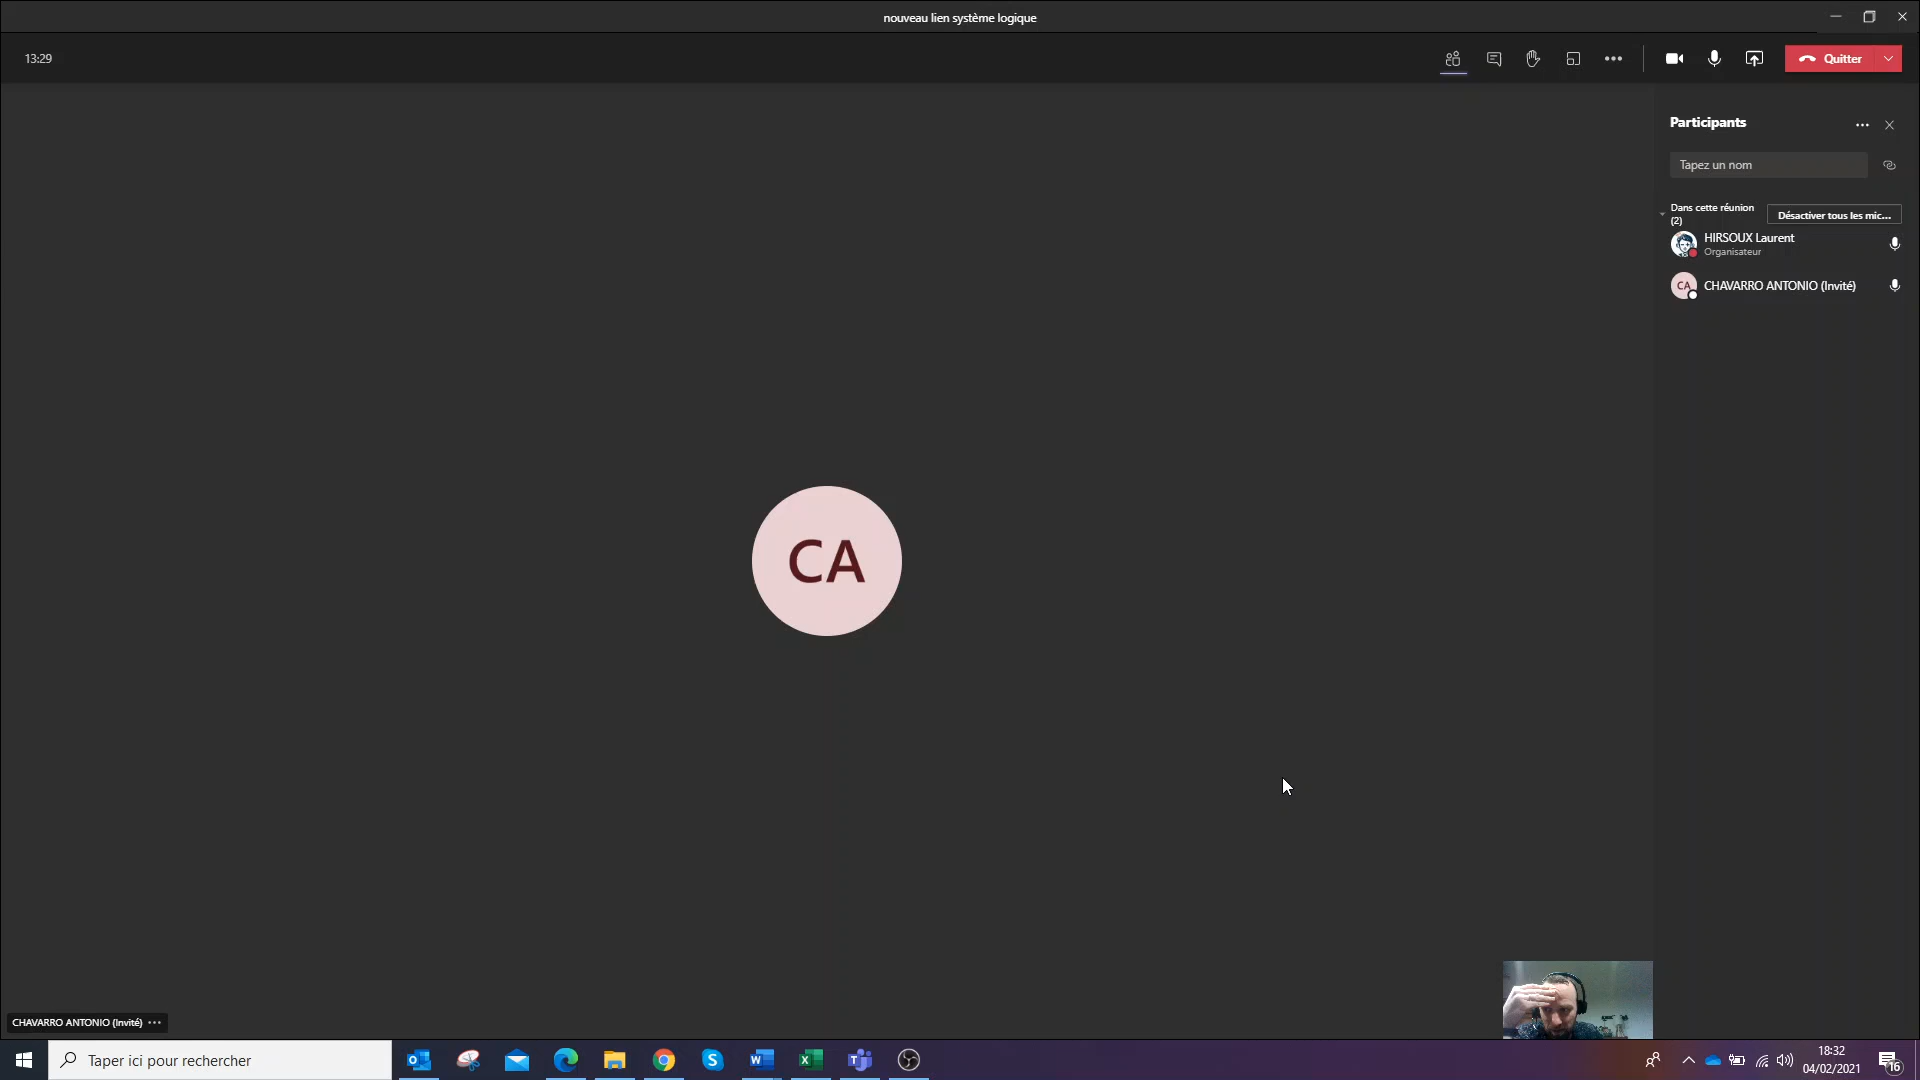 nouveau lien système logique
13:29
Quitter
Participants
Tapez un nom
Dans cette réunion
(2)
Désactiver tous les mic...
HIRSOUX Laurent
Organisateur
CA
CHAVARRO ANTONIO (Invité)
CA
CHAVARRO ANTONIO (Invité)
Taper ici pour rechercher
18:32
04/02/2021
16